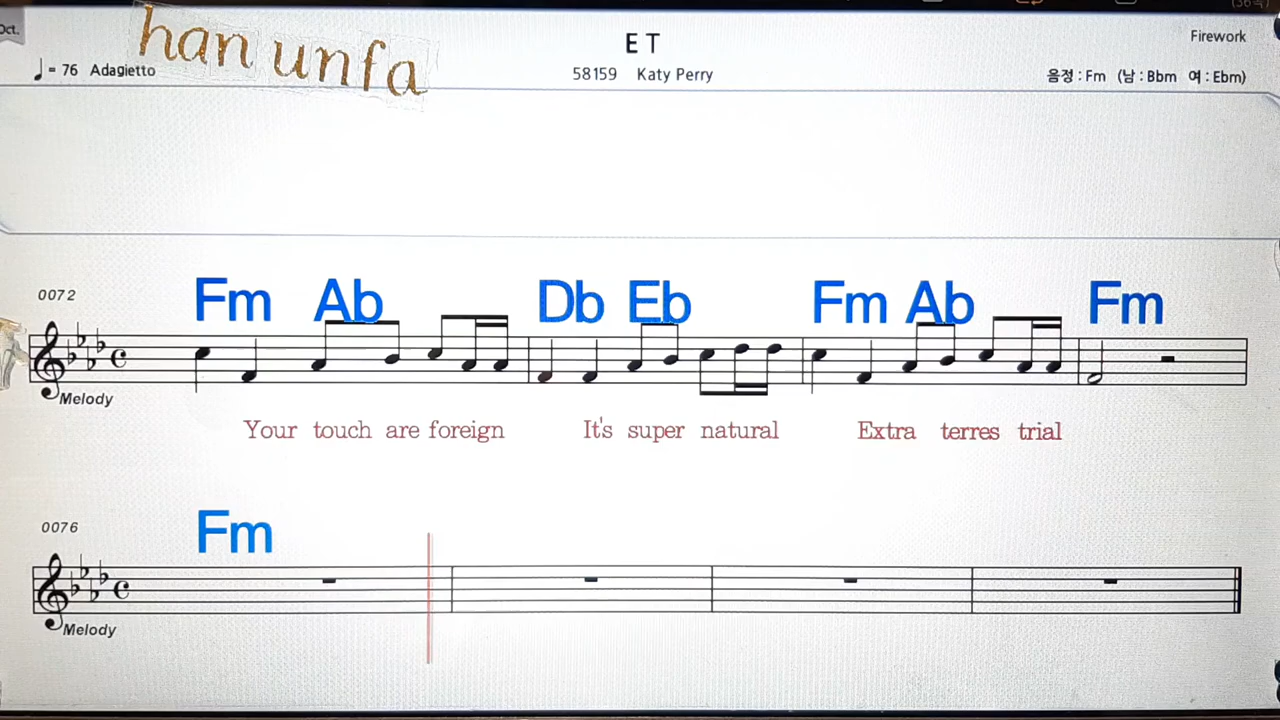 Oct.
han unfa
E T
Firework
♩ = 76 Adagietto
58159 Katy Perry
음정 : Fm (남 : Bbm 여 : Ebm)
Fm Ab Db Eb Fm Ab Fm
0072
Melody
Your touch are foreign It's super natural Extra terres trial
Fm
0076
Melody